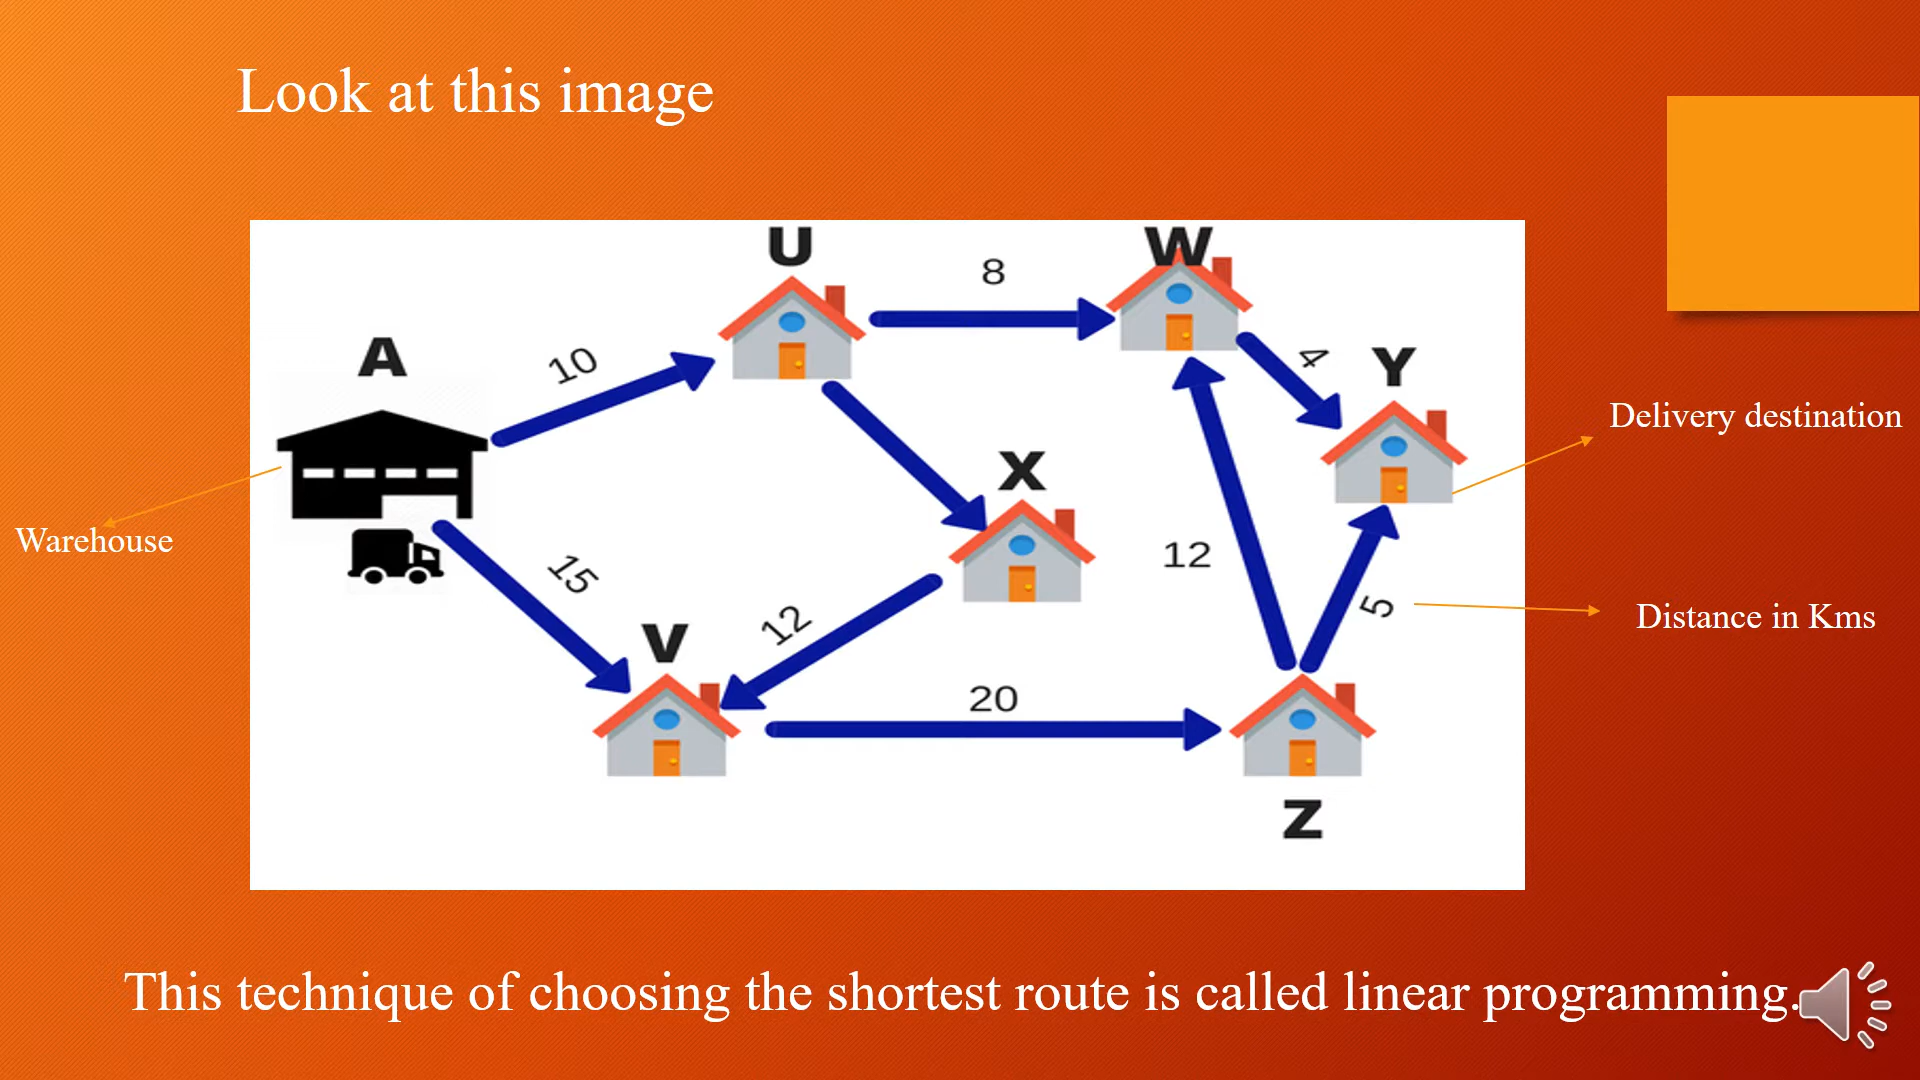 Look at this image
U
W
8
A
10
4
Y
Delivery destination
X
Warehouse
12
15
5
Distance in Kms
12
V
20
Z
This technique of choosing the shortest route is called linear programming.